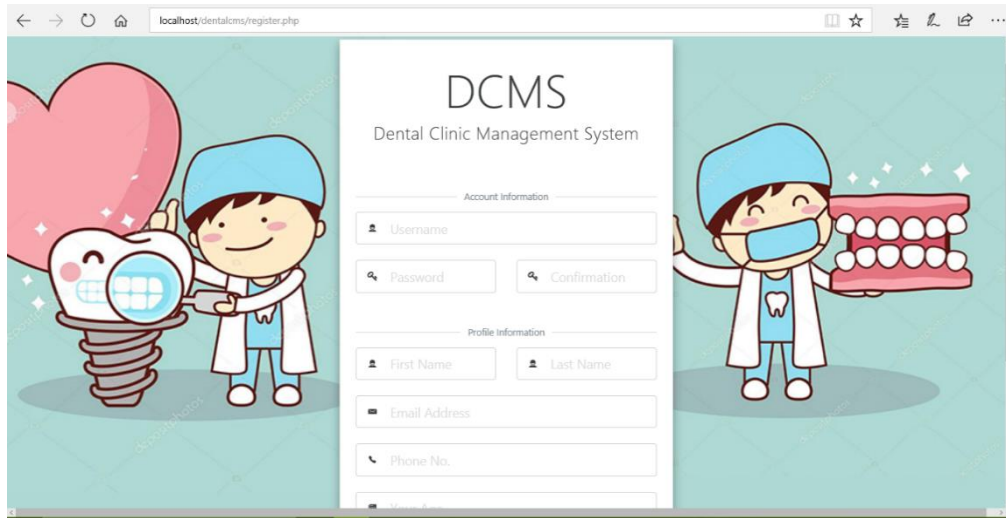 localhost/dentalcms/register.php
DCMS
Dental Clinic Management System
Account Information
Username
Password
Confirmation
Profile Information
First Name
Last Name
Email Address
Phone No.
depositphotos